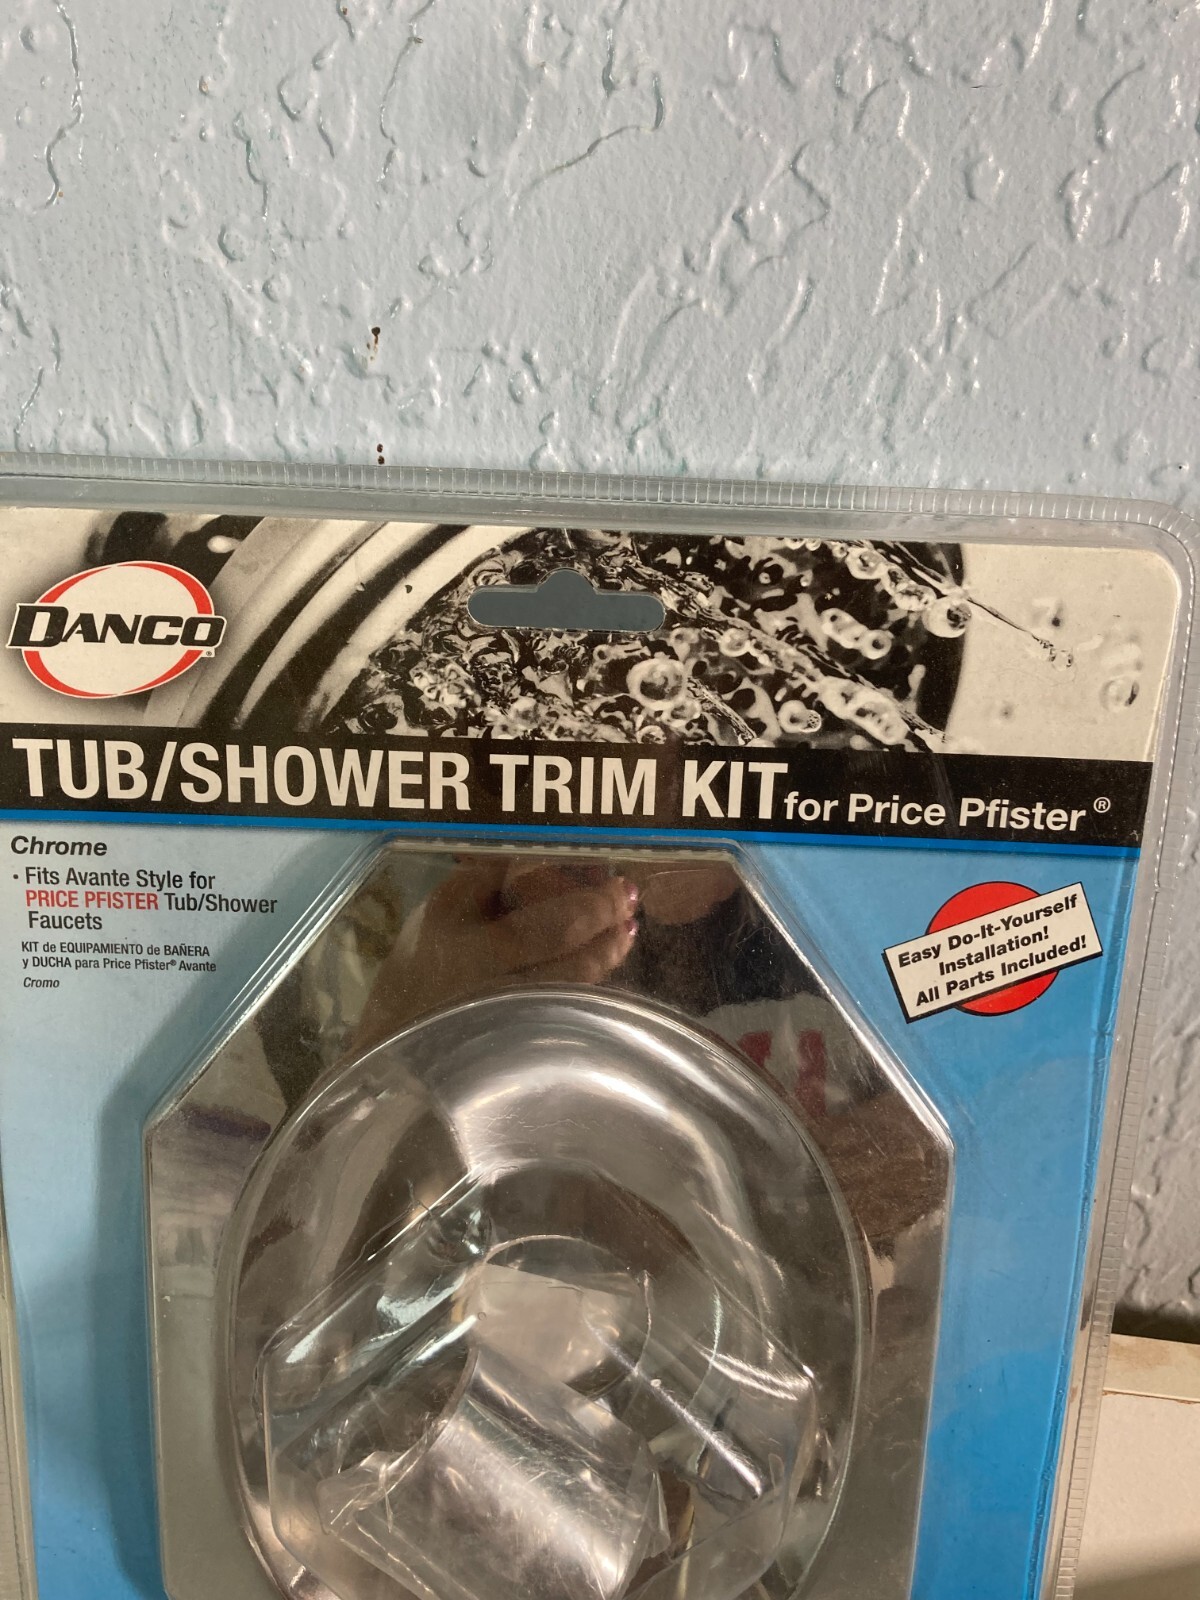 DANCO®
TUB/SHOWER TRIM KIT for Price Pfister®
Chrome
• Fits Avante Style for
PRICE PFISTER Tub/Shower
Faucets
KIT de EQUIPAMIENTO de BAÑERA
y DUCHA para Price Pfister® Avante
Cromo
Easy Do-It-Yourself
Installation!
All Parts Included!